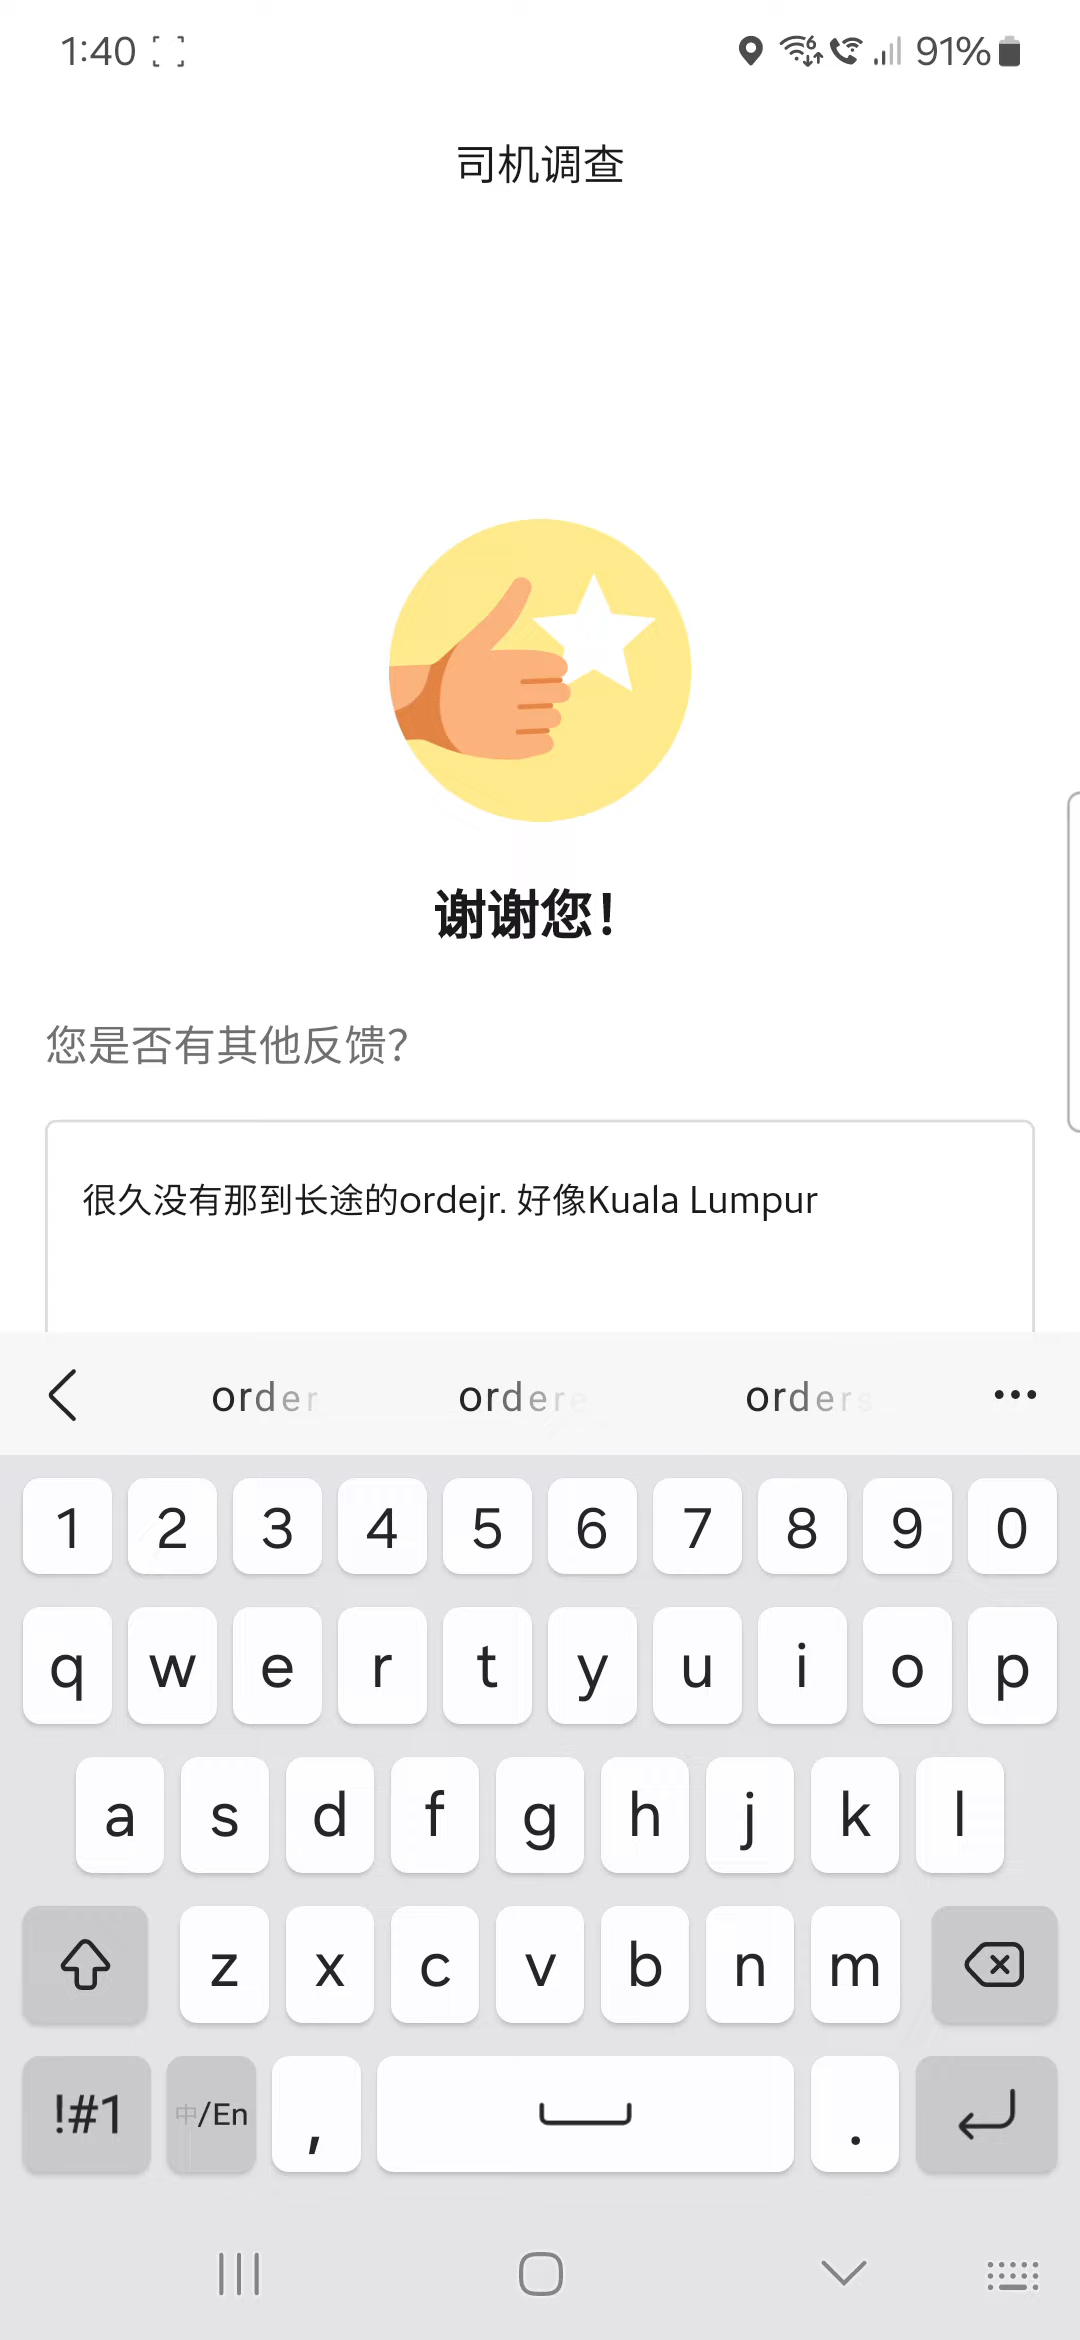 1:40
91%
司机调查
谢谢您！
您是否有其他反馈？
很久没有那到长途的ordejr. 好像Kuala Lumpur
order ordere orders
1 2 3 4 5 6 7 8 9 0
q w e r t y u i o p
a s d f g h j k l
z x c v b n m
!#1 中/En , .